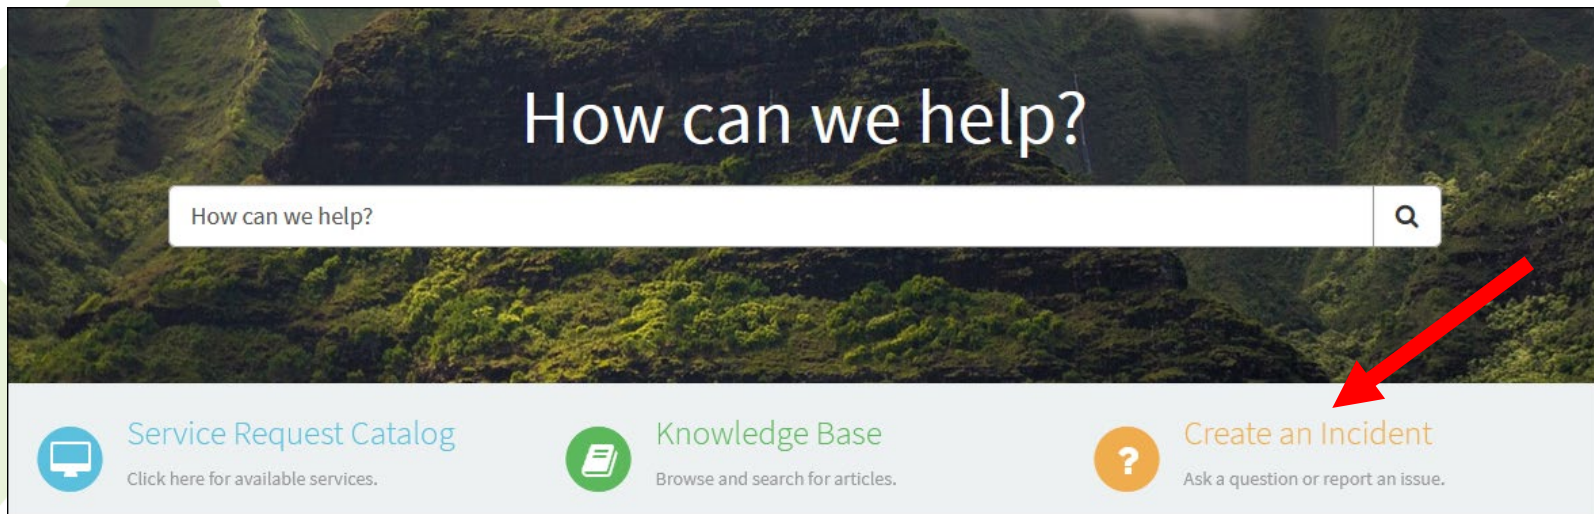 How can we help?
How can we help?
Service Request Catalog
Click here for available services.
Knowledge Base
Browse and search for articles.
Create an Incident
Ask a question or report an issue.